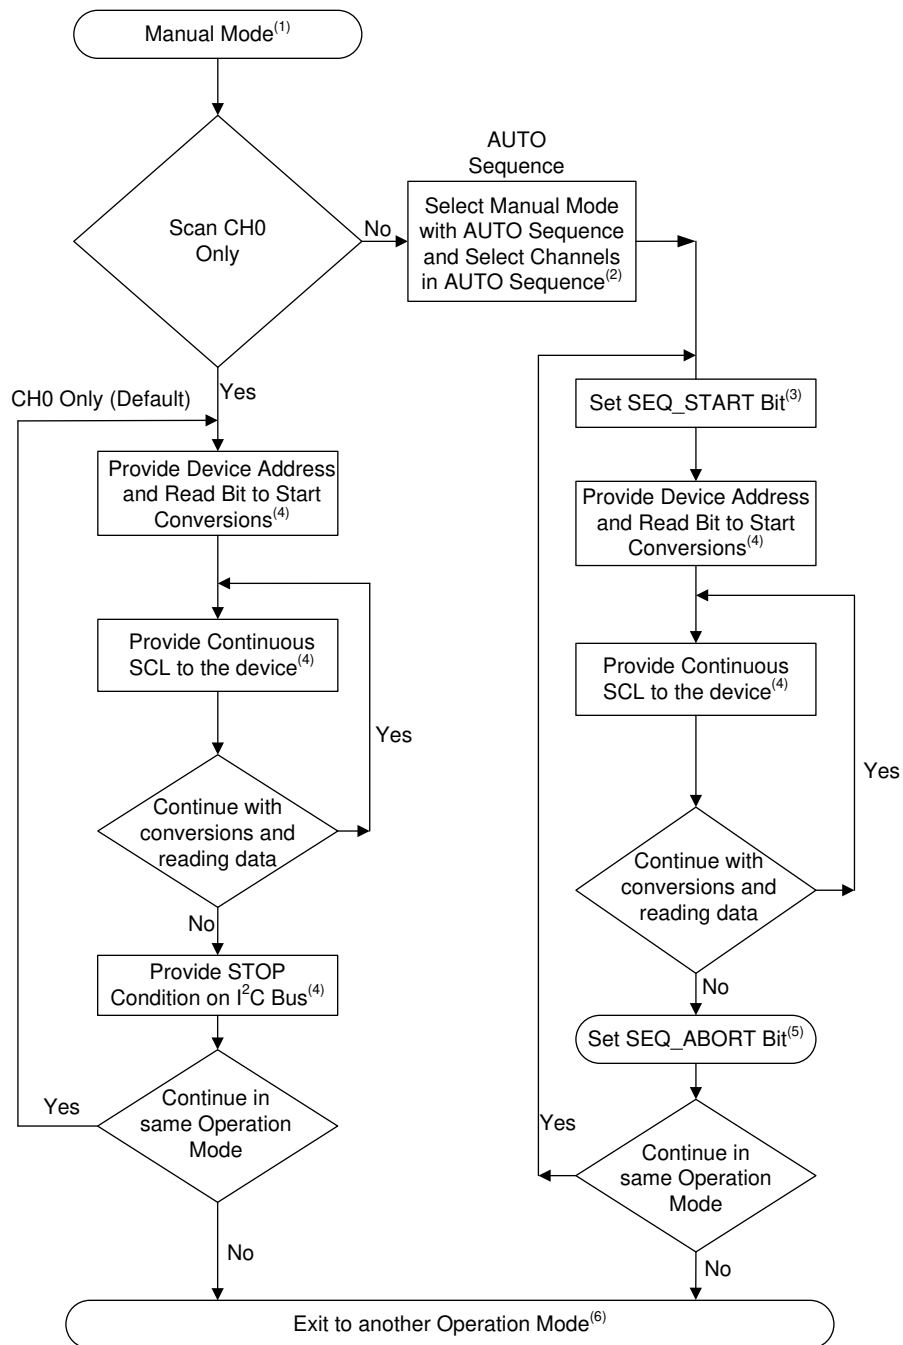 Manual Mode(1)
AUTO
Sequence
Scan CH0
Only
No
Select Manual Mode
with AUTO Sequence
and Select Channels
in AUTO Sequence(2)
Yes
CH0 Only (Default)
Provide Device Address
and Read Bit to Start
Conversions(4)
Provide Continuous
SCL to the device(4)
Yes
Continue with
conversions and
reading data
No
Provide STOP
Condition on I2C Bus(4)
Yes
Continue in
same Operation
Mode
No
Set SEQ_START Bit(3)
Provide Device Address
and Read Bit to Start
Conversions(4)
Provide Continuous
SCL to the device(4)
Yes
Continue with
conversions and
reading data
No
Set SEQ_ABORT Bit(5)
Yes
Continue in
same Operation
Mode
No
Exit to another Operation Mode(6)